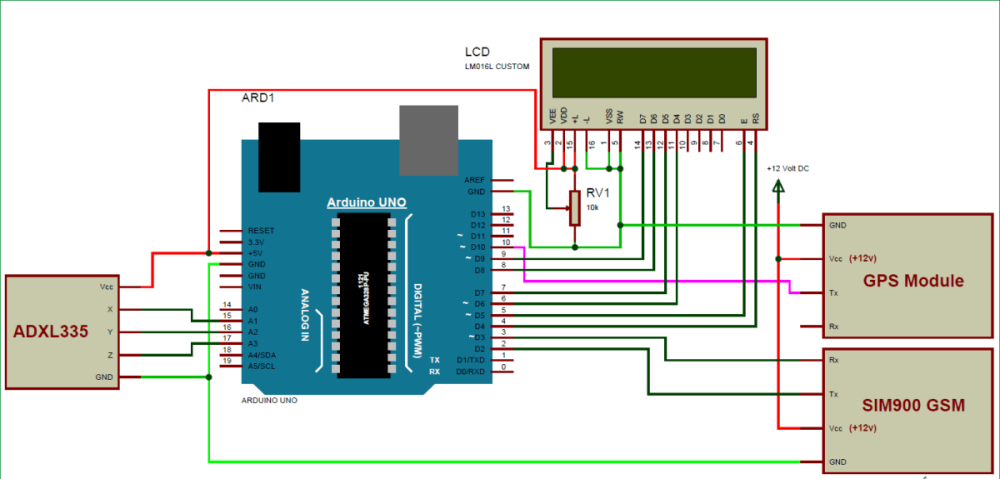 LCD
LM016L CUSTOM
VEE
VDD
+L
-L
VSS
RW
D7
D6
D5
D4
D3
D2
D1
D0
E
RS
3
2
15
16
1
5
14
13
12
11
10
9
8
7
6
4
ARD1
Arduino UNO
RESET
3.3V
+5V
GND
GND
VIN
14 A0
15 A1
16 A2
17 A3
18 A4/SDA
19 A5/SCL
ANALOG IN
ATMEGA328P-PU
1121
DIGITAL (~PWM)
AREF
GND
D13 13
D12 12
~ D11 11
~ D10 10
~ D9 9
D8 8
D7 7
~ D6 6
~ D5 5
D4 4
~ D3 3
D2 2
TX D1/TXD 1
RX D0/RXD 0
ARDUINO UNO
RV1
10k
+12 Volt DC
ADXL335
Vcc
X
Y
Z
GND
GND
Vcc (+12v)
GPS Module
Tx
Rx
Rx
Tx
SIM900 GSM
Vcc (+12v)
GND